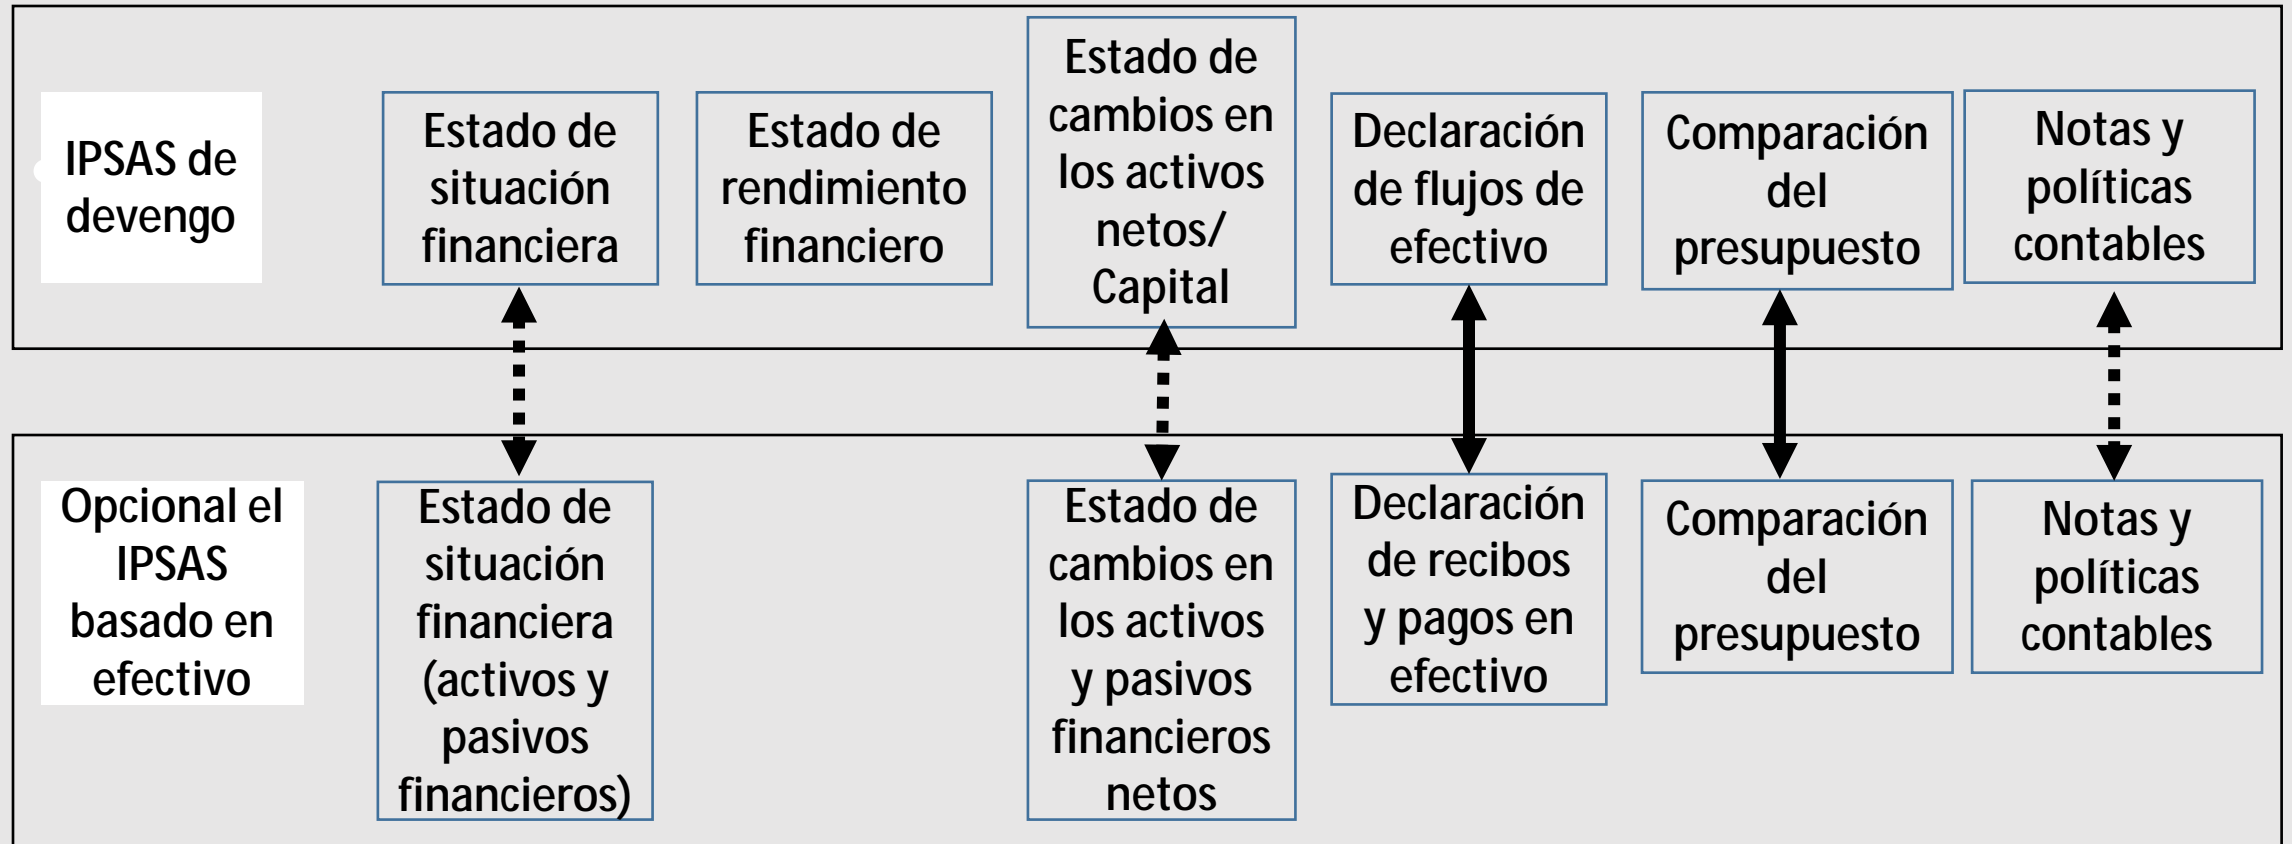 IPSAS de
devengo
Estado de
situación
financiera
Estado de
rendimiento
financiero
Estado de
cambios en
los activos
netos/
Capital
Declaración
de flujos de
efectivo
Comparación
del
presupuesto
Notas y
políticas
contables
Opcional el
IPSAS
basado en
efectivo
Estado de
situación
financiera
(activos y
pasivos
financieros)
Estado de
cambios en
los activos
y pasivos
financieros
netos
Declaración
de recibos
y pagos en
efectivo
Comparación
del
presupuesto
Notas y
políticas
contables